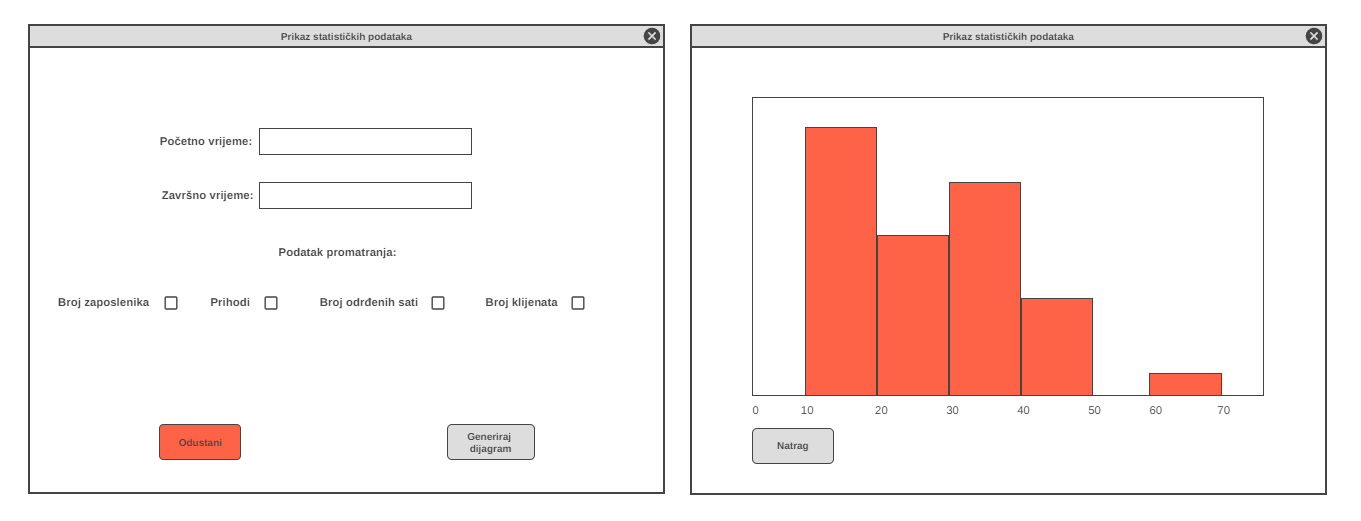 Prikaz statističkih podataka
Početno vrijeme:
Završno vrijeme:
Podatak promatranja:
Broj zaposlenika Prihodi Broj odrđenih sati Broj klijenata
Odustani
Generiraj
dijagram
Prikaz statističkih podataka
0 10 20 30 40 50 60 70
Natrag